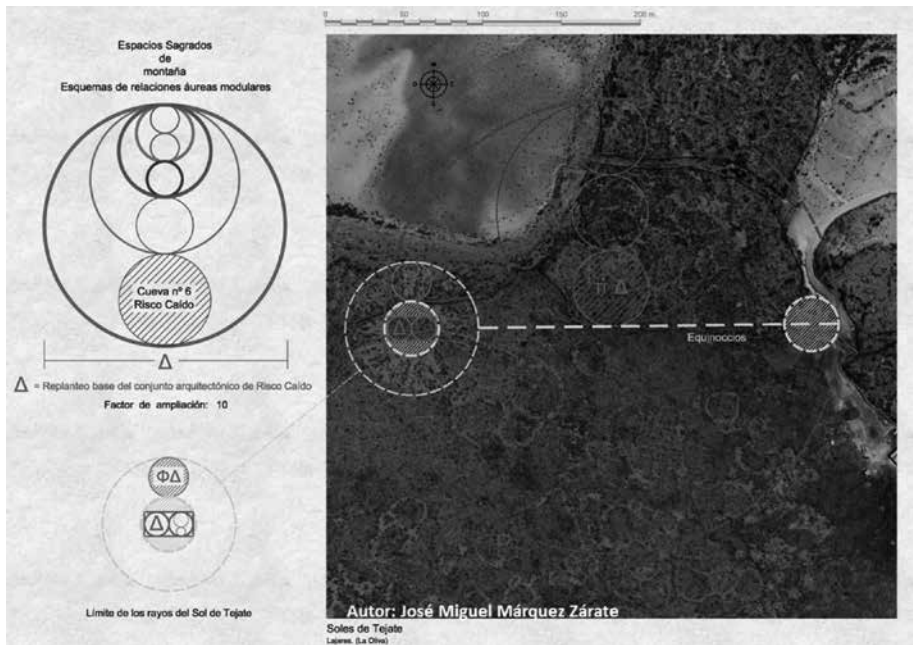 0 50 100 150 200 m.
Espacios Sagrados
de
montaña
Esquemas de relaciones áureas modulares
Cueva nº 6
Risco Caído
Δ
Δ = Replanteo base del conjunto arquitectónico de Risco Caído
Factor de ampliación: 10
ΦΔ
Δ
Límite de los rayos del Sol de Tejate
Δ
Δ
Equinoccios
Autor: José Miguel Márquez Zárate
Soles de Tejate
Lajares. (La Oliva)